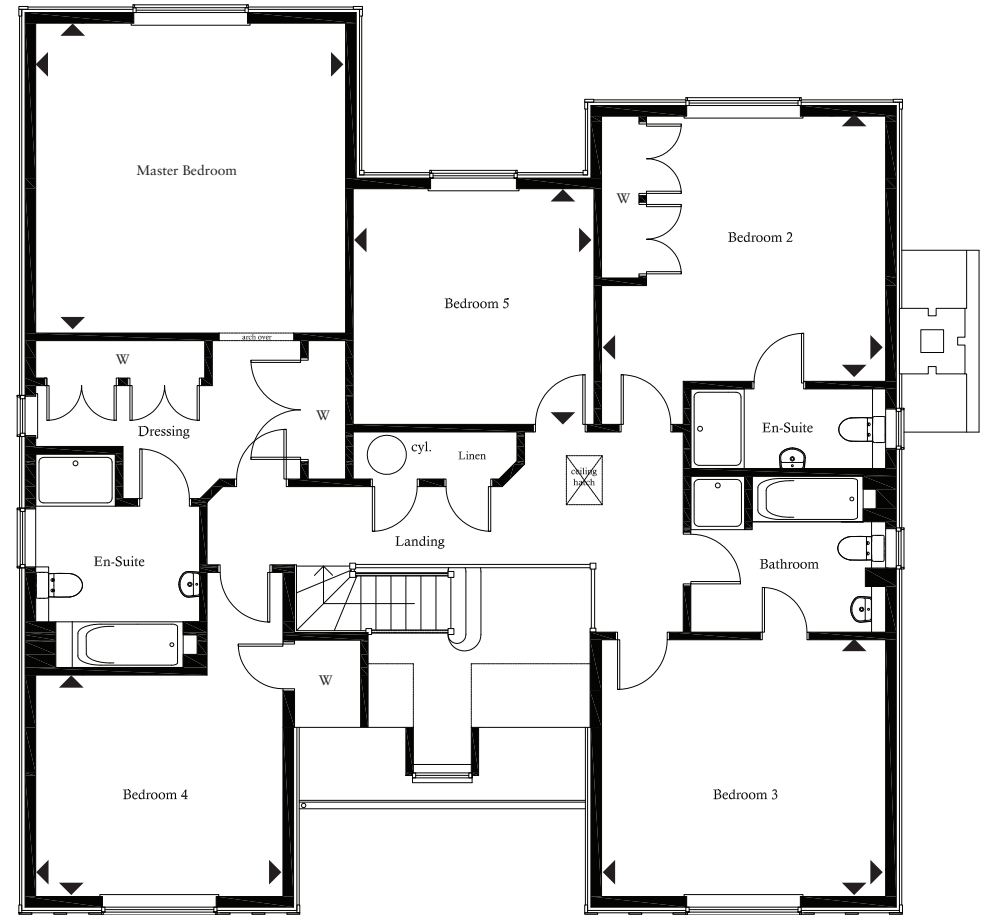 Master Bedroom
W
Bedroom 2
Bedroom 5
arch over
W
W
Dressing
En-Suite
cyl.
Linen
ceiling
hatch
Landing
En-Suite
Bathroom
W
Bedroom 4
Bedroom 3